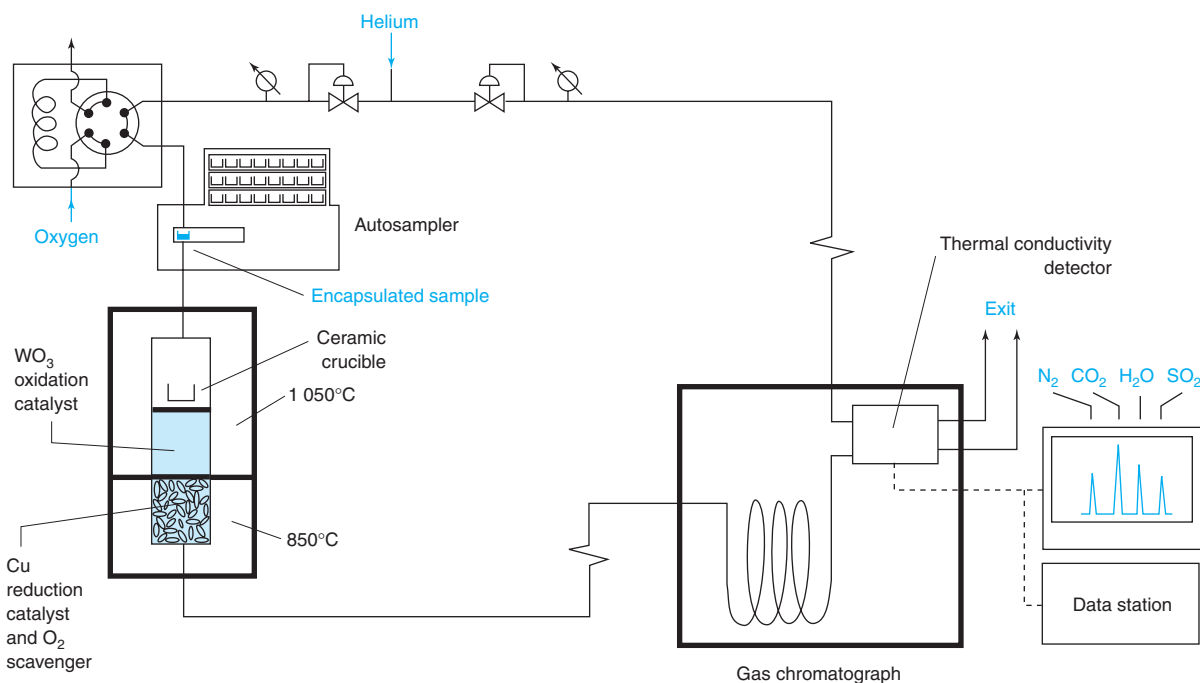 Helium
Oxygen
Autosampler
Encapsulated sample
Thermal conductivity
detector
Exit
WO₃
oxidation
catalyst
Ceramic
crucible
1 050°C
N₂ CO₂ H₂O SO₂
850°C
Cu
reduction
catalyst
and O₂
scavenger
Data station
Gas chromatograph